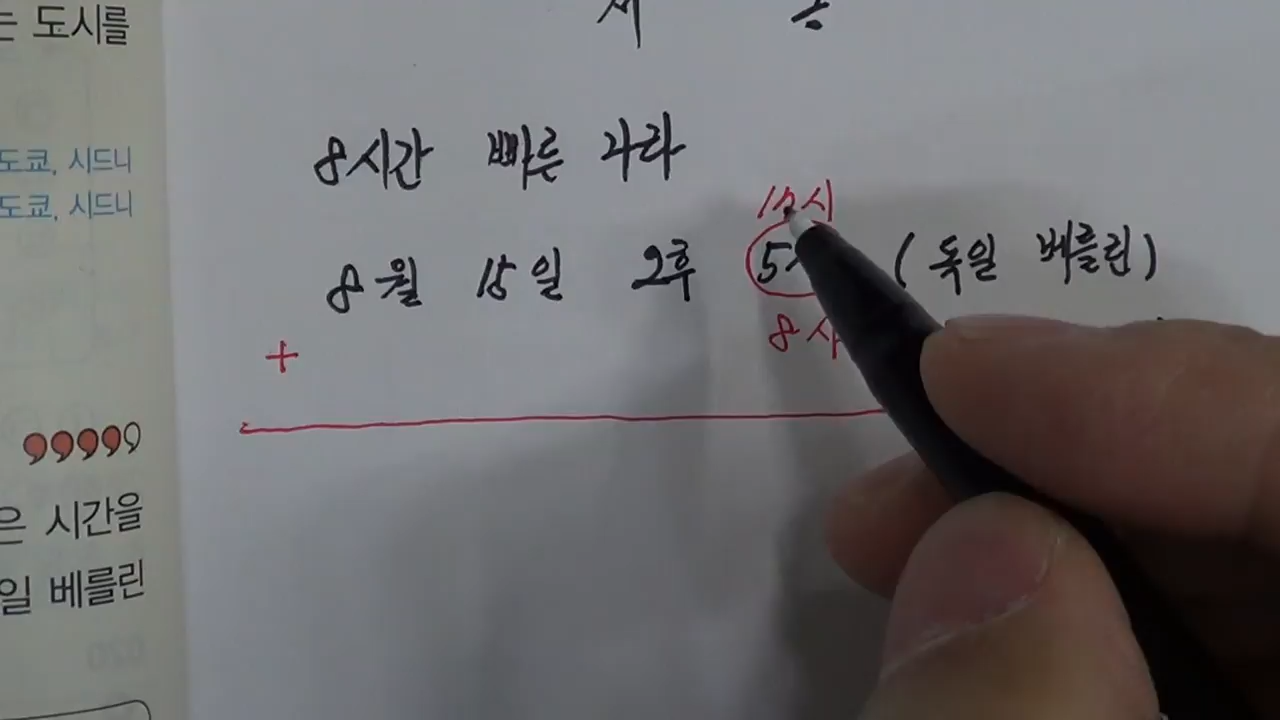 는 도시를
도쿄, 시드니
도쿄, 시드니
은 시간을
일 베를린
8시간 빠른 나라
17시
8월 15일 오후 5시 (독일 베를린)
8시
+